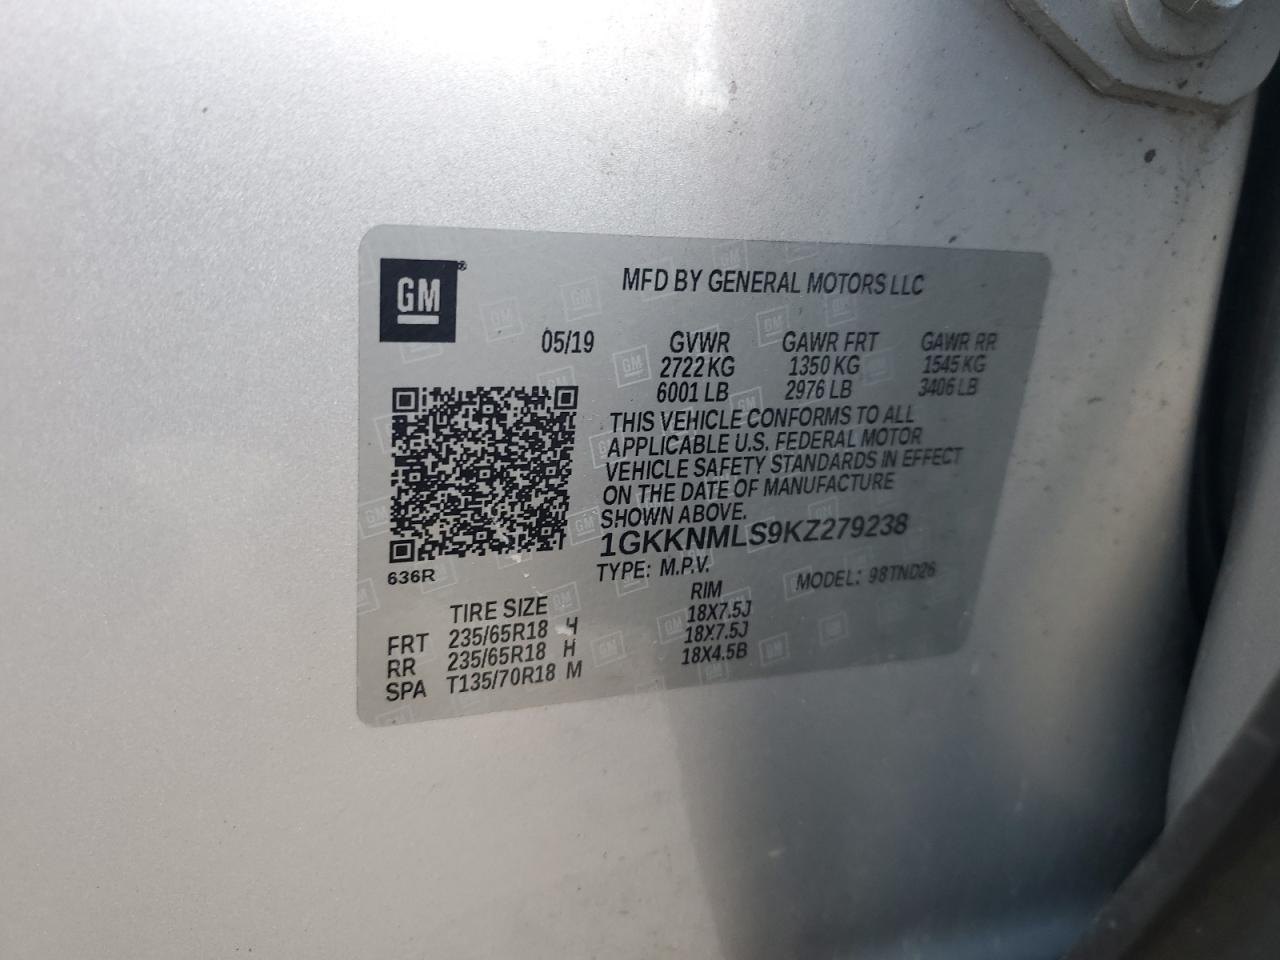 GM®
MFD BY GENERAL MOTORS LLC
05/19 GVWR GAWR FRT GAWR RR
2722 KG 1350 KG 1545 KG
6001 LB 2976 LB 3406 LB
THIS VEHICLE CONFORMS TO ALL
APPLICABLE U.S. FEDERAL MOTOR
VEHICLE SAFETY STANDARDS IN EFFECT
ON THE DATE OF MANUFACTURE
SHOWN ABOVE.
1GKKNMLS9KZ279238
636R
TYPE: M.P.V. MODEL: 98TND26
TIRE SIZE RIM
FRT 235/65R18 H 18X7.5J
RR 235/65R18 H 18X7.5J
SPA T135/70R18 M 18X4.5B